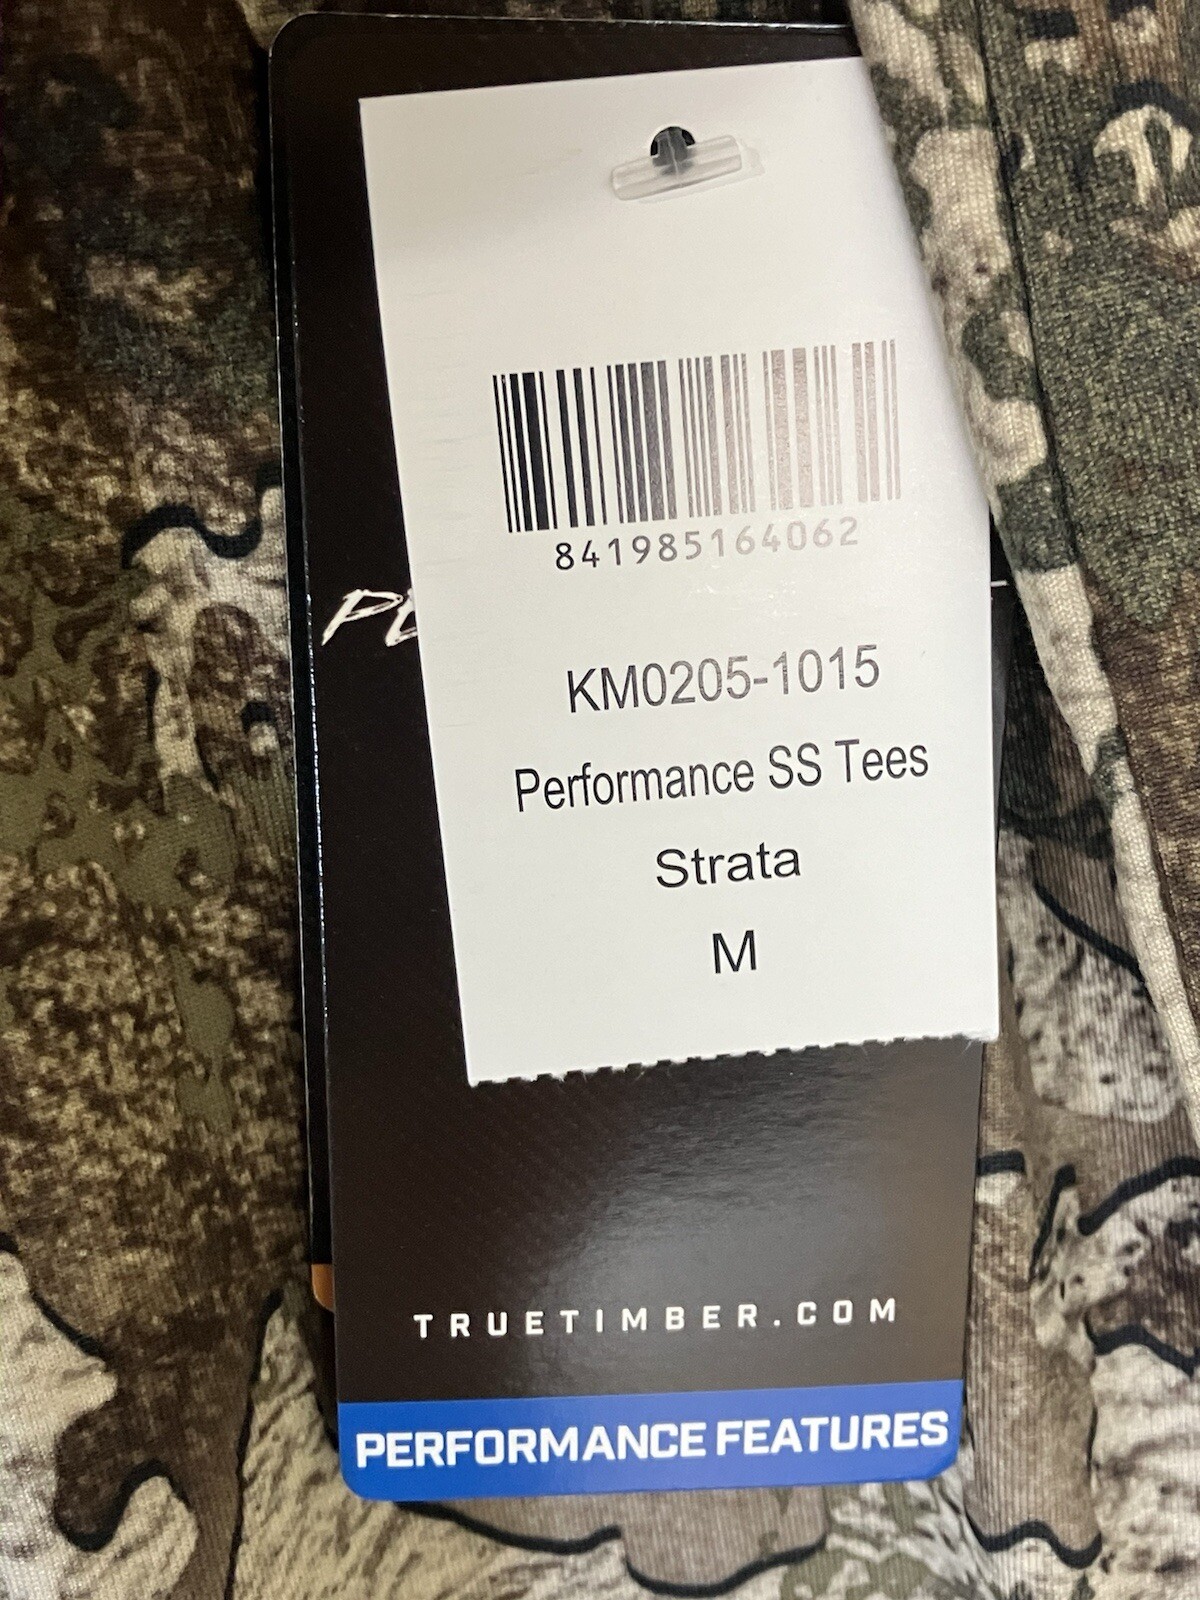 841985164062
KM0205-1015
Performance SS Tees
Strata
M
TRUETIMBER.COM
PERFORMANCE FEATURES